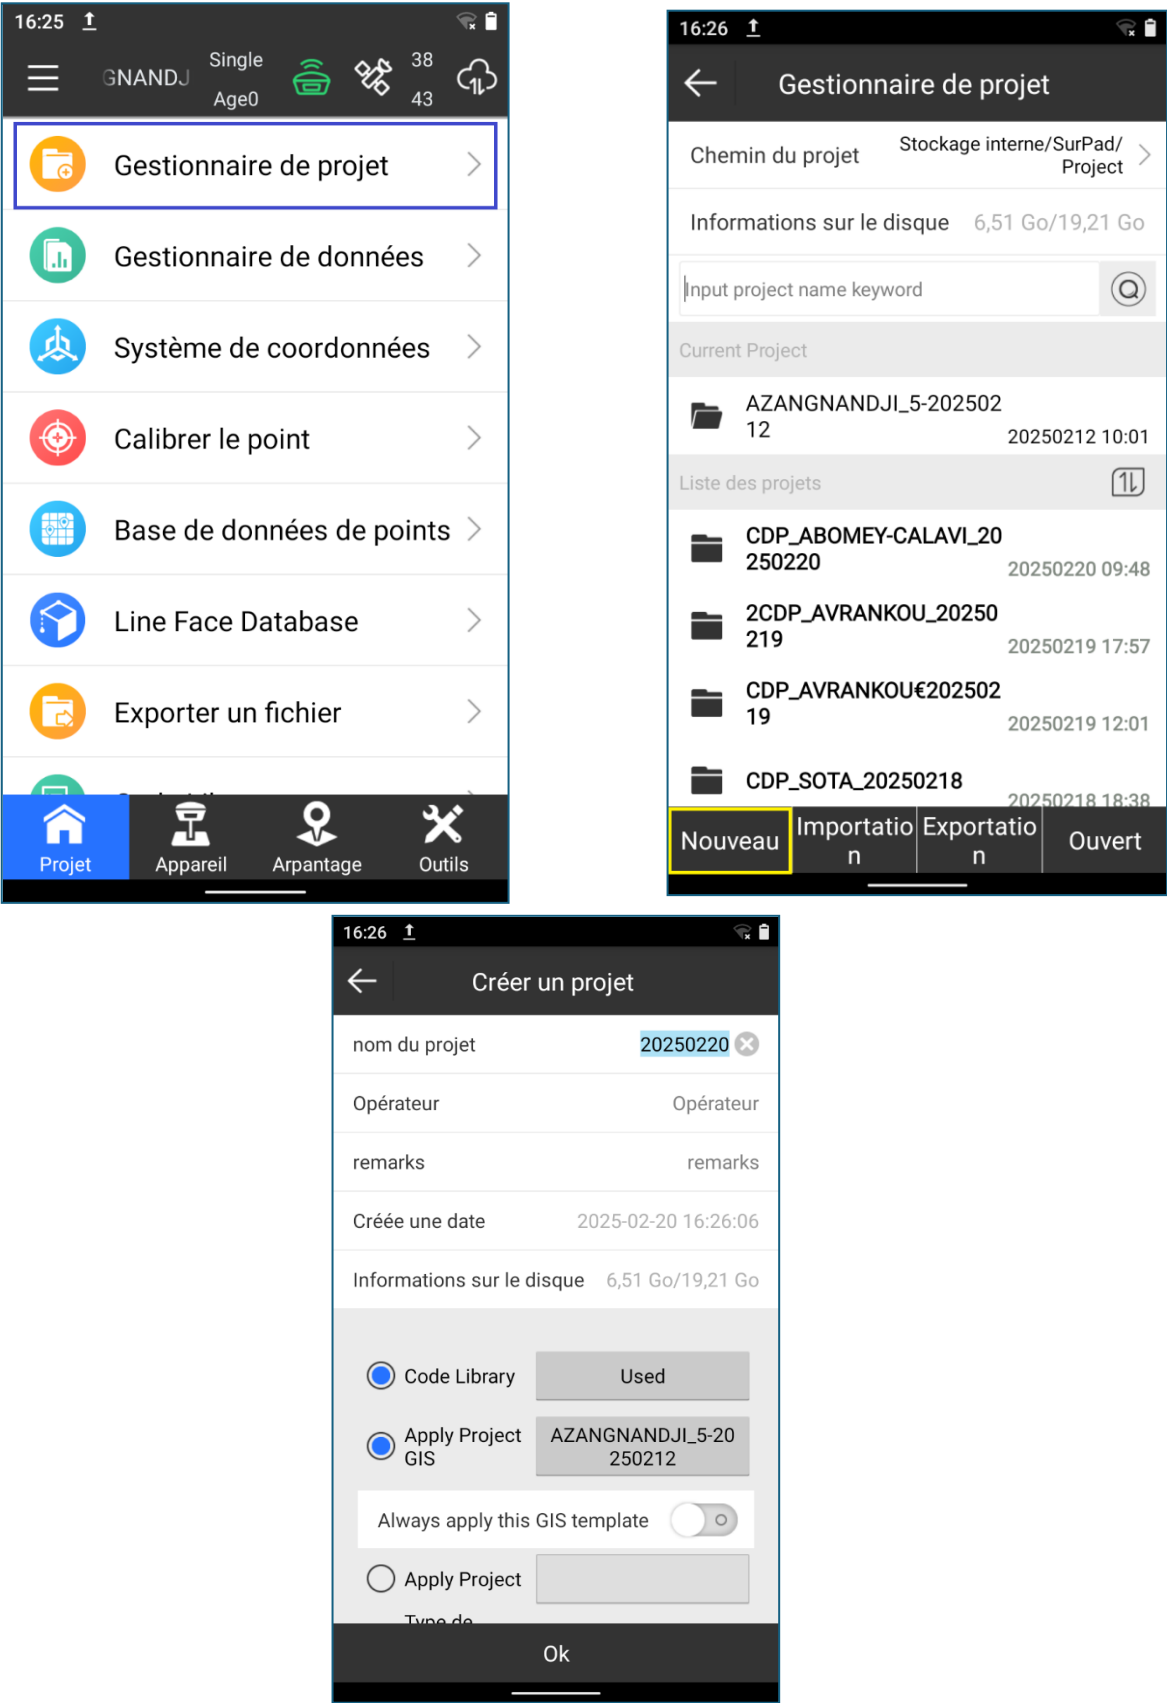 16:25
GNANDJ
Single
Age0
38
43
Gestionnaire de projet
Gestionnaire de données
Système de coordonnées
Calibrer le point
Base de données de points
Line Face Database
Exporter un fichier
Projet
Appareil
Arpantage
Outils
16:26
Gestionnaire de projet
Chemin du projet
Stockage interne/SurPad/
Project
Informations sur le disque 6,51 Go/19,21 Go
Input project name keyword
Current Project
AZANGNANDJI_5-202502
12
20250212 10:01
Liste des projets
CDP_ABOMEY-CALAVI_20
250220
20250220 09:48
2CDP_AVRANKOU_20250
219
20250219 17:57
CDP_AVRANKOU€202502
19
20250219 12:01
CDP_SOTA_20250218
20250218 18:38
Nouveau
Importatio
n
Exportatio
n
Ouvert
16:26
Créer un projet
nom du projet 20250220
Opérateur Opérateur
remarks remarks
Créée une date 2025-02-20 16:26:06
Informations sur le disque 6,51 Go/19,21 Go
Code Library Used
Apply Project
GIS
AZANGNANDJI_5-20
250212
Always apply this GIS template
Apply Project
Type de
Ok